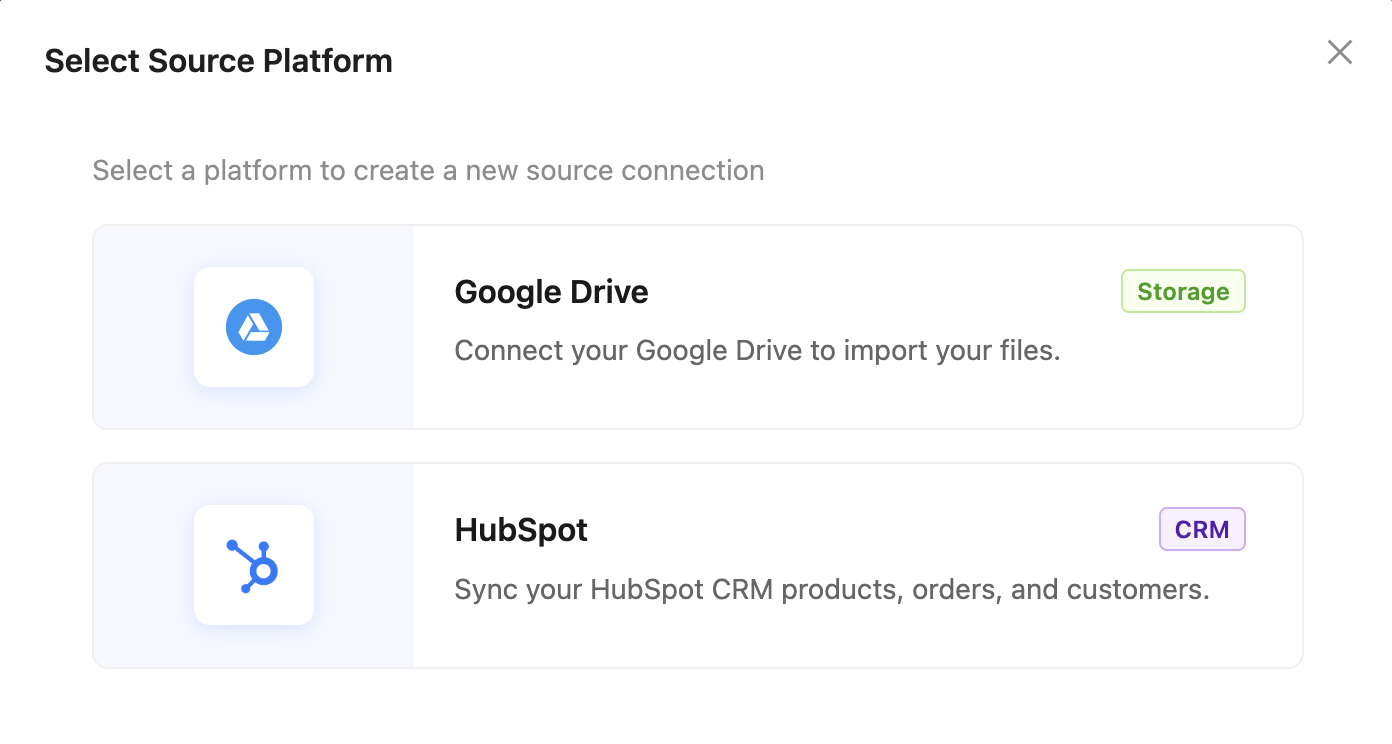 Select Source Platform
Select a platform to create a new source connection
Google Drive
Storage
Connect your Google Drive to import your files.
HubSpot
CRM
Sync your HubSpot CRM products, orders, and customers.